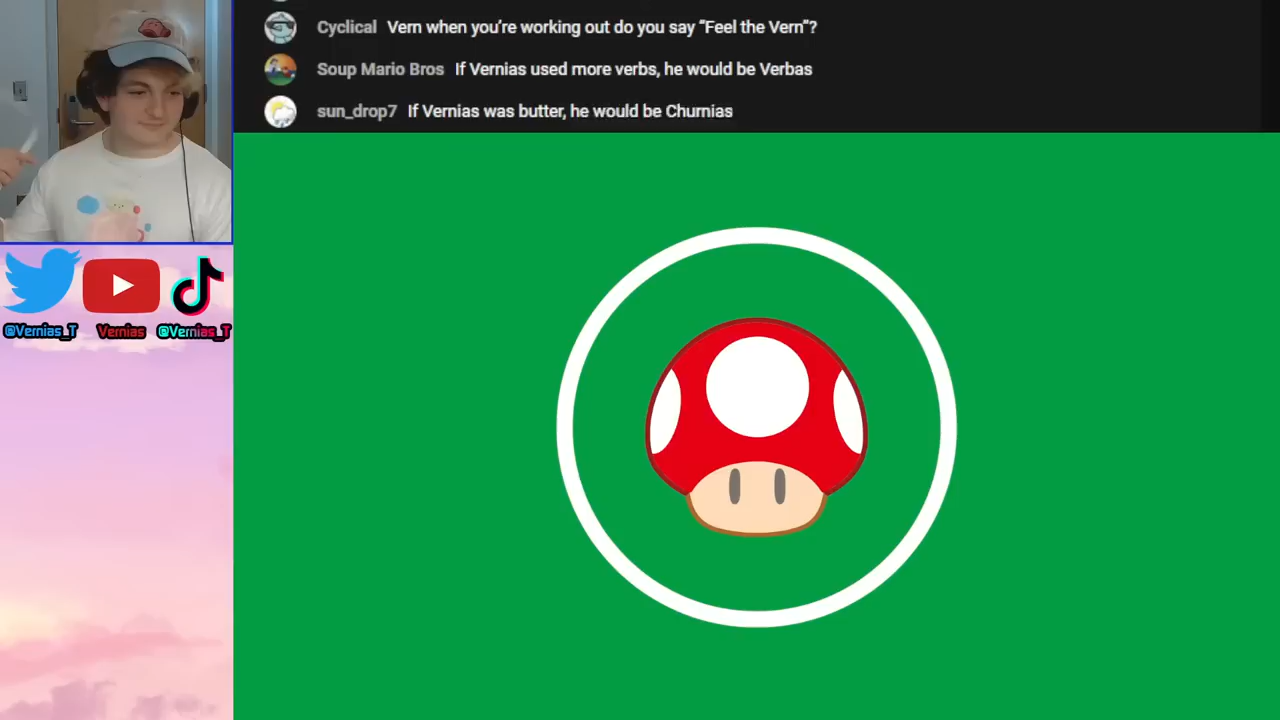 Cyclical Vern when you're working out do you say “Feel the Vern”?
Soup Mario Bros If Vernias used more verbs, he would be Verbas
sun_drop7 If Vernias was butter, he would be Churnias
@Vernias_T Vernias @Vernias_T